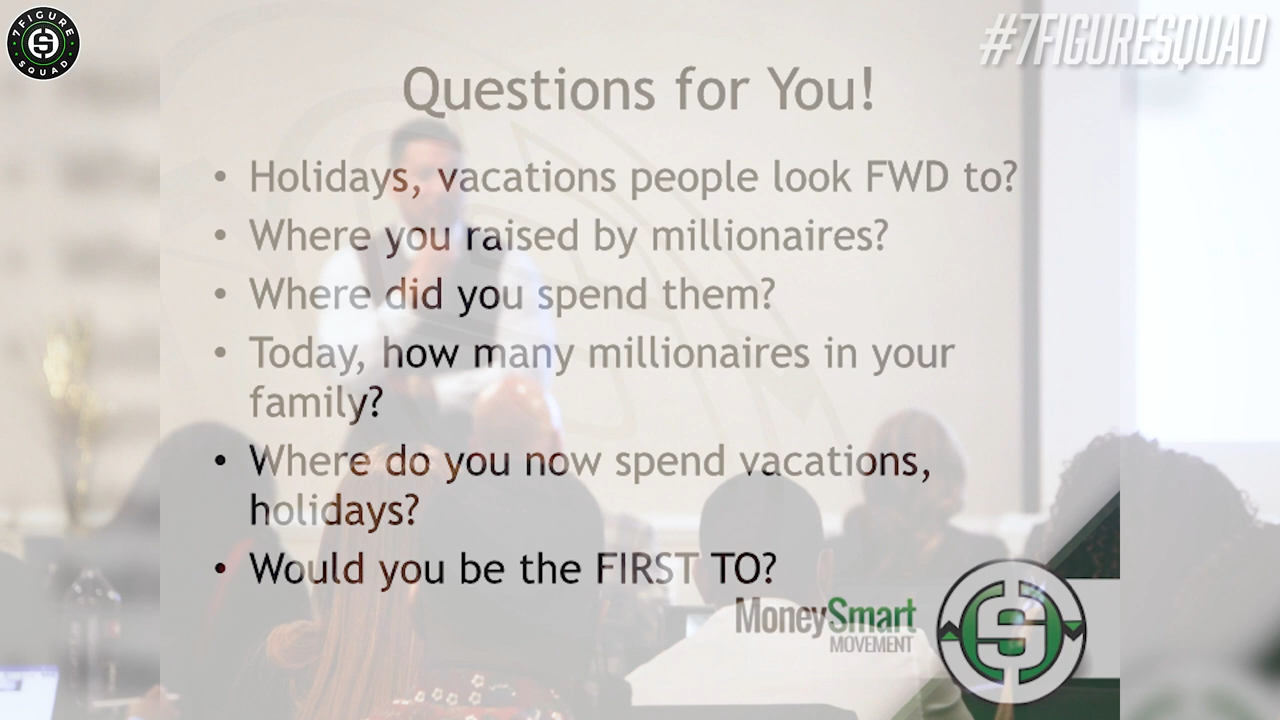 7 FIGURE
SQUAD
#7FIGURESQUAD
Questions for You!
• Holidays, vacations people look FWD to?
• Where you raised by millionaires?
• Where did you spend them?
• Today, how many millionaires in your
family?
• Where do you now spend vacations,
holidays?
• Would you be the FIRST TO?
MoneySmart
MOVEMENT